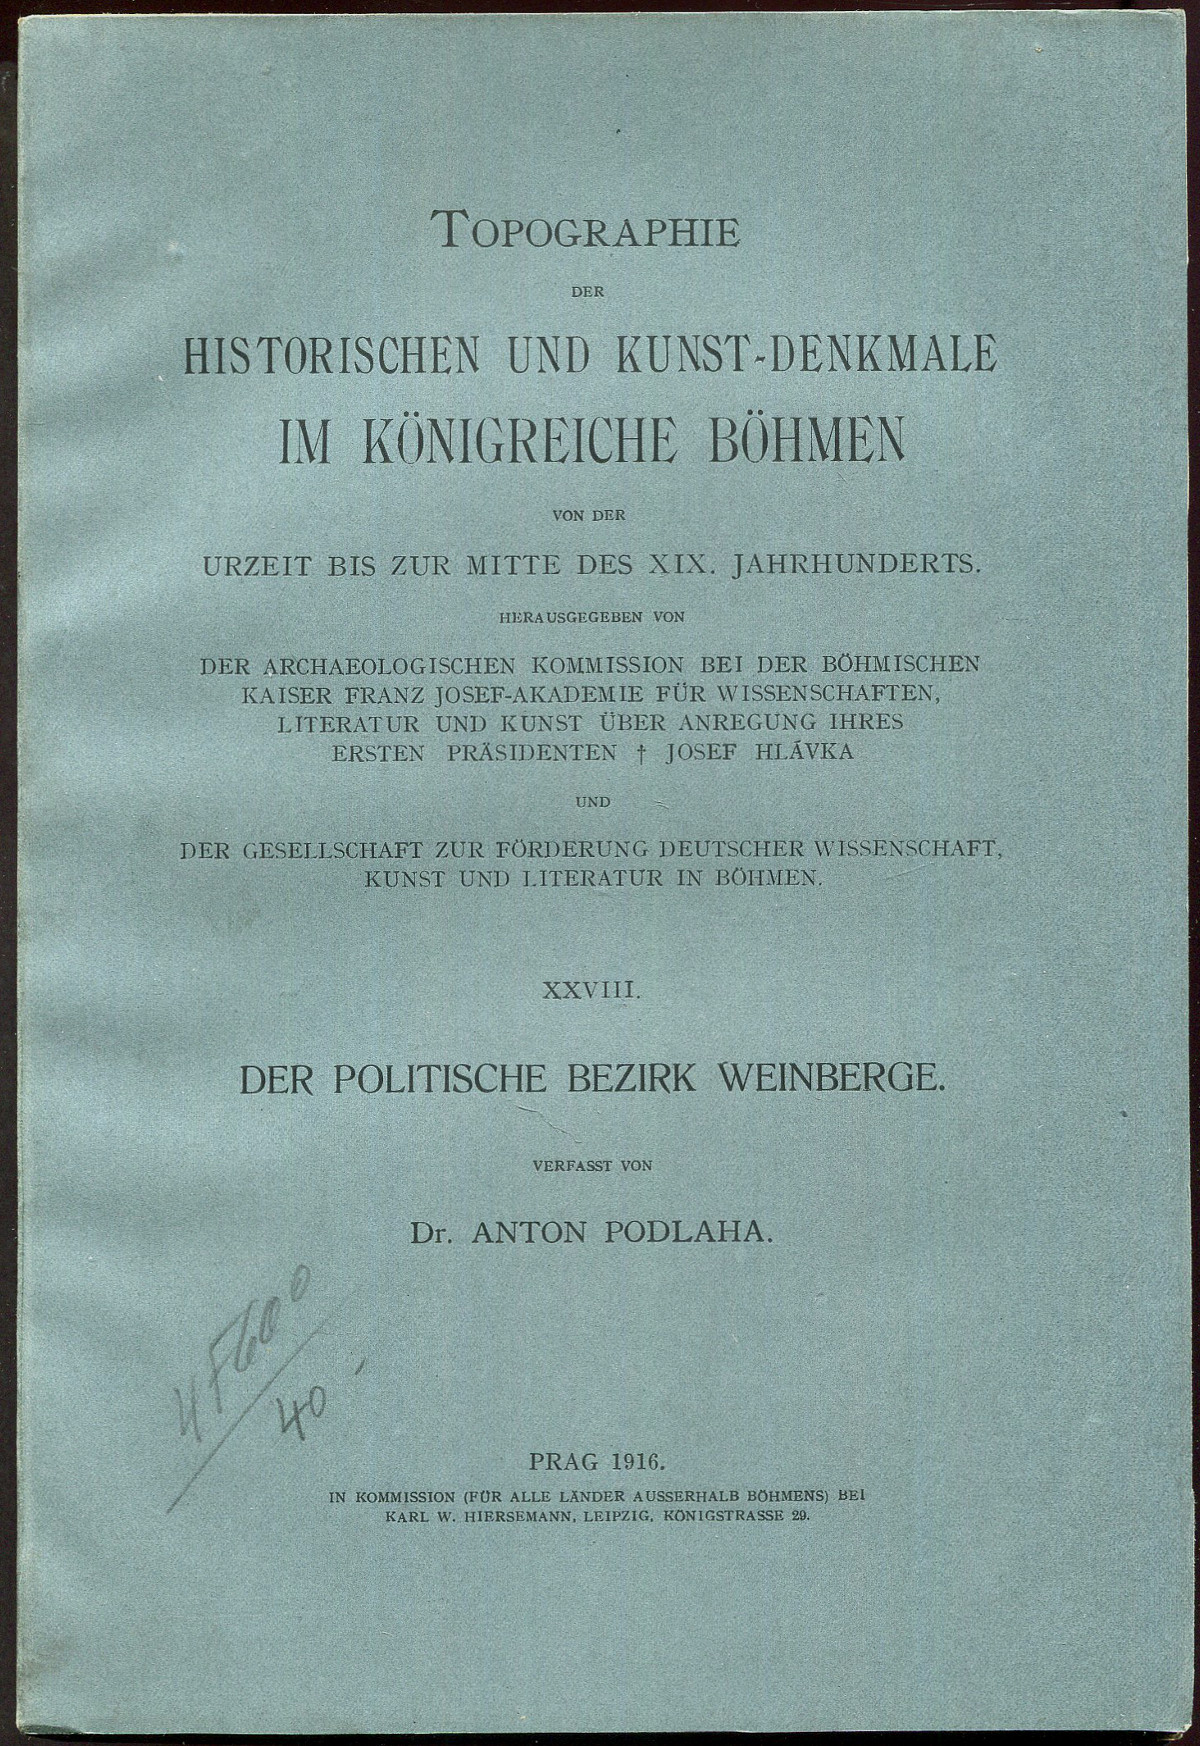 TOPOGRAPHIE
DER
HISTORISCHEN UND KUNST-DENKMALE
IM KÖNIGREICHE BÖHMEN
VON DER
URZEIT BIS ZUR MITTE DES XIX. JAHRHUNDERTS.
HERAUSGEGEBEN VON
DER ARCHAEOLOGISCHEN KOMMISSION BEI DER BÖHMISCHEN
KAISER FRANZ JOSEF-AKADEMIE FÜR WISSENSCHAFTEN,
LITERATUR UND KUNST ÜBER ANREGUNG IHRES
ERSTEN PRÄSIDENTEN † JOSEF HLÁVKA
UND
DER GESELLSCHAFT ZUR FÖRDERUNG DEUTSCHER WISSENSCHAFT,
KUNST UND LITERATUR IN BÖHMEN.
XXVIII.
DER POLITISCHE BEZIRK WEINBERGE.
VERFASST VON
Dr. ANTON PODLAHA.
40
PRAG 1916.
IN KOMMISSION (FÜR ALLE LÄNDER AUSSERHALB BÖHMENS) BEI
KARL W. HIERSEMANN, LEIPZIG, KÖNIGSTRASSE 29.